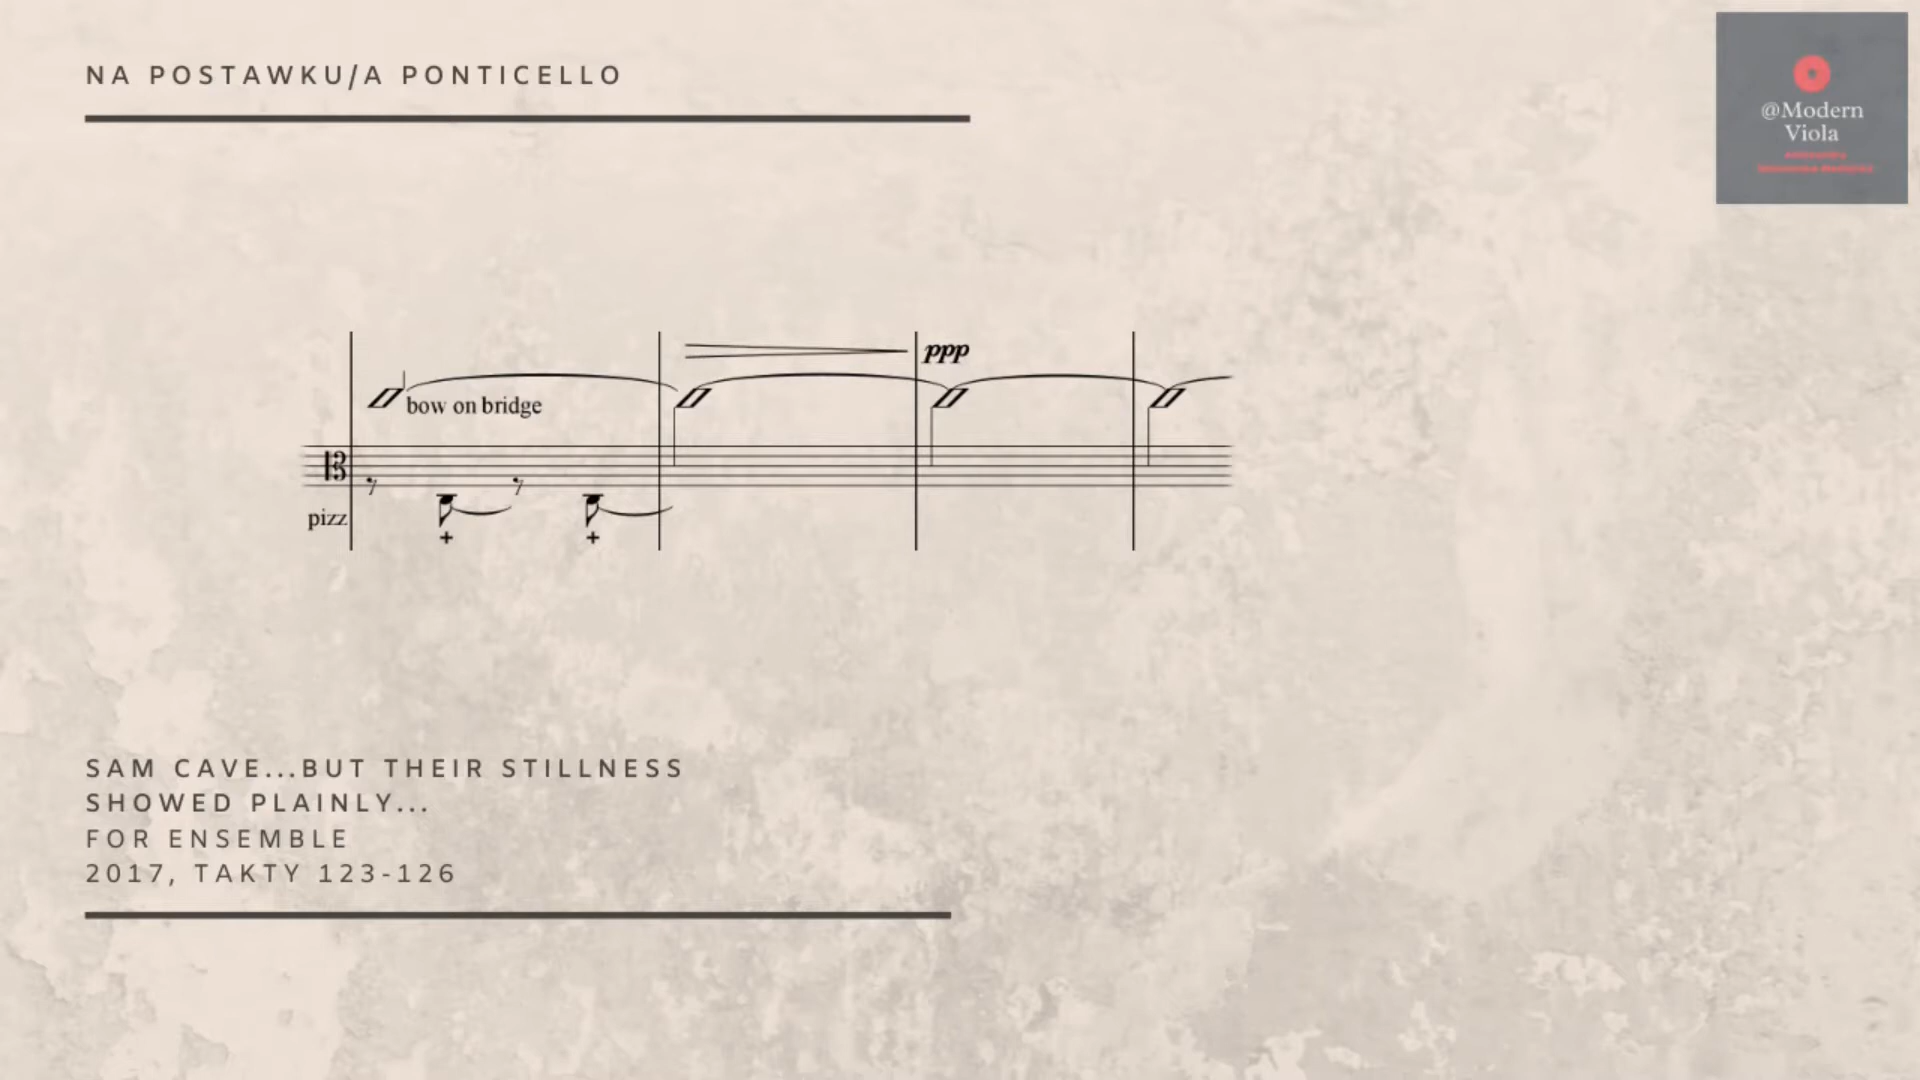 NA POSTAWKU/A PONTICELLO
@Modern
Viola
ppp
bow on bridge
pizz
+ +
SAM CAVE...BUT THEIR STILLNESS
SHOWED PLAINLY...
FOR ENSEMBLE
2017, TAKTY 123-126